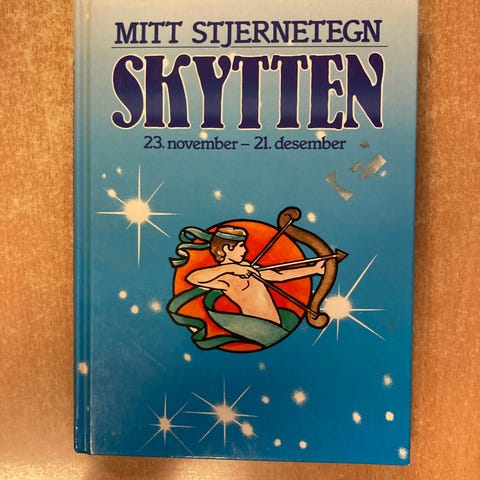 MITT STJERNETEGN
SKYTTEN
23. november – 21. desember